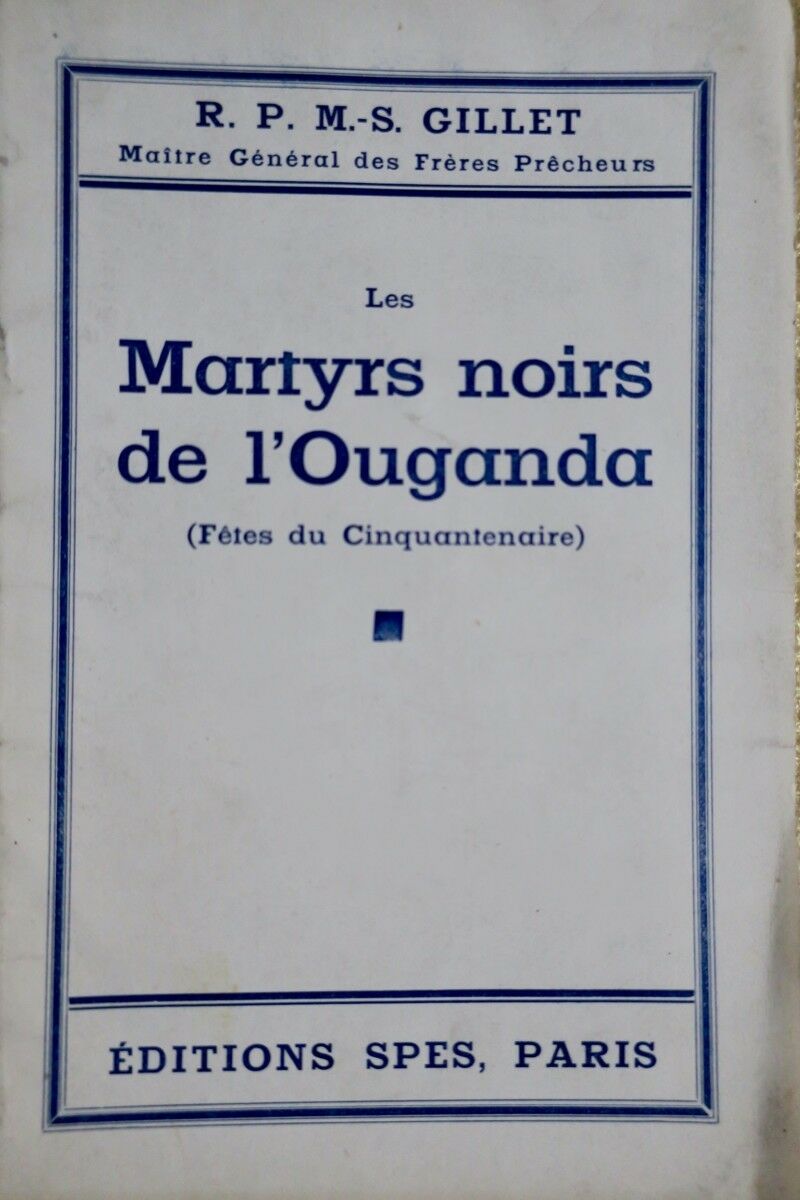 R. P. M.-S. GILLET
Maître Général des Frères Prêcheurs
Les
Martyrs noirs
de l'Ouganda
(Fêtes du Cinquantenaire)
ÉDITIONS SPES, PARIS